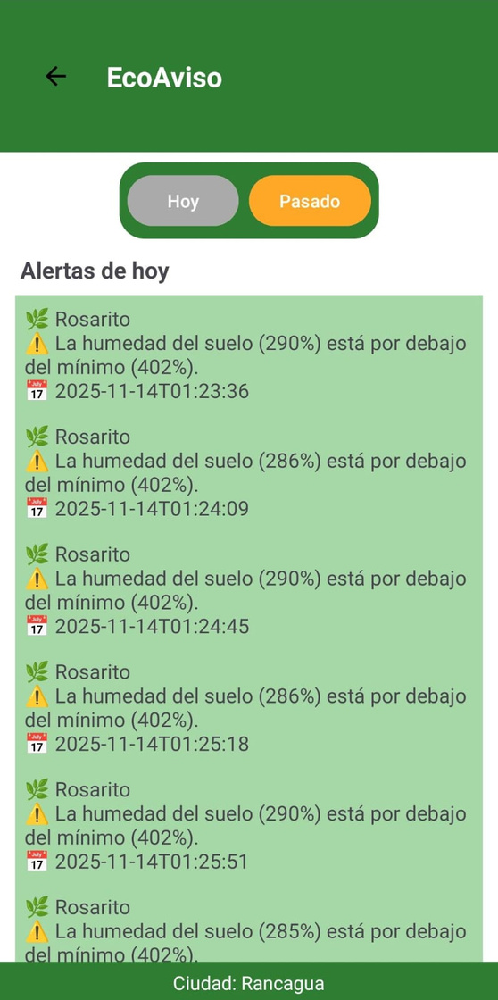 EcoAviso
Hoy
Pasado
Alertas de hoy
🌿 Rosarito
⚠️ La humedad del suelo (290%) está por debajo
del mínimo (402%).
📅 2025-11-14T01:23:36
🌿 Rosarito
⚠️ La humedad del suelo (286%) está por debajo
del mínimo (402%).
📅 2025-11-14T01:24:09
🌿 Rosarito
⚠️ La humedad del suelo (290%) está por debajo
del mínimo (402%).
📅 2025-11-14T01:24:45
🌿 Rosarito
⚠️ La humedad del suelo (286%) está por debajo
del mínimo (402%).
📅 2025-11-14T01:25:18
🌿 Rosarito
⚠️ La humedad del suelo (290%) está por debajo
del mínimo (402%).
📅 2025-11-14T01:25:51
🌿 Rosarito
⚠️ La humedad del suelo (285%) está por debajo
del mínimo (402%).
Ciudad: Rancagua